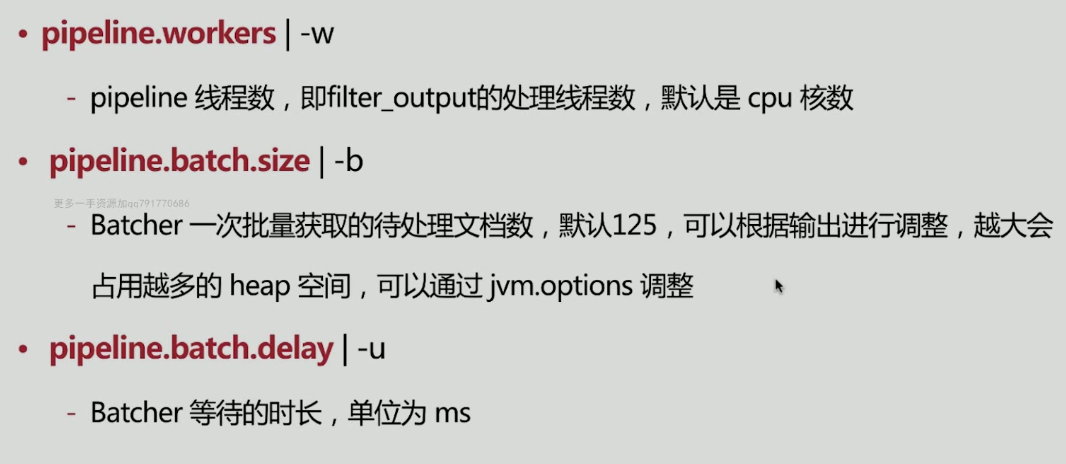 • pipeline.workers | -w
- pipeline 线程数，即filter_output的处理线程数，默认是 cpu 核数
• pipeline.batch.size | -b
更多一手资源加qq791770686
- Batcher 一次批量获取的待处理文档数，默认125，可以根据输出进行调整，越大会
占用越多的 heap 空间，可以通过 jvm.options 调整
• pipeline.batch.delay | -u
- Batcher 等待的时长，单位为 ms